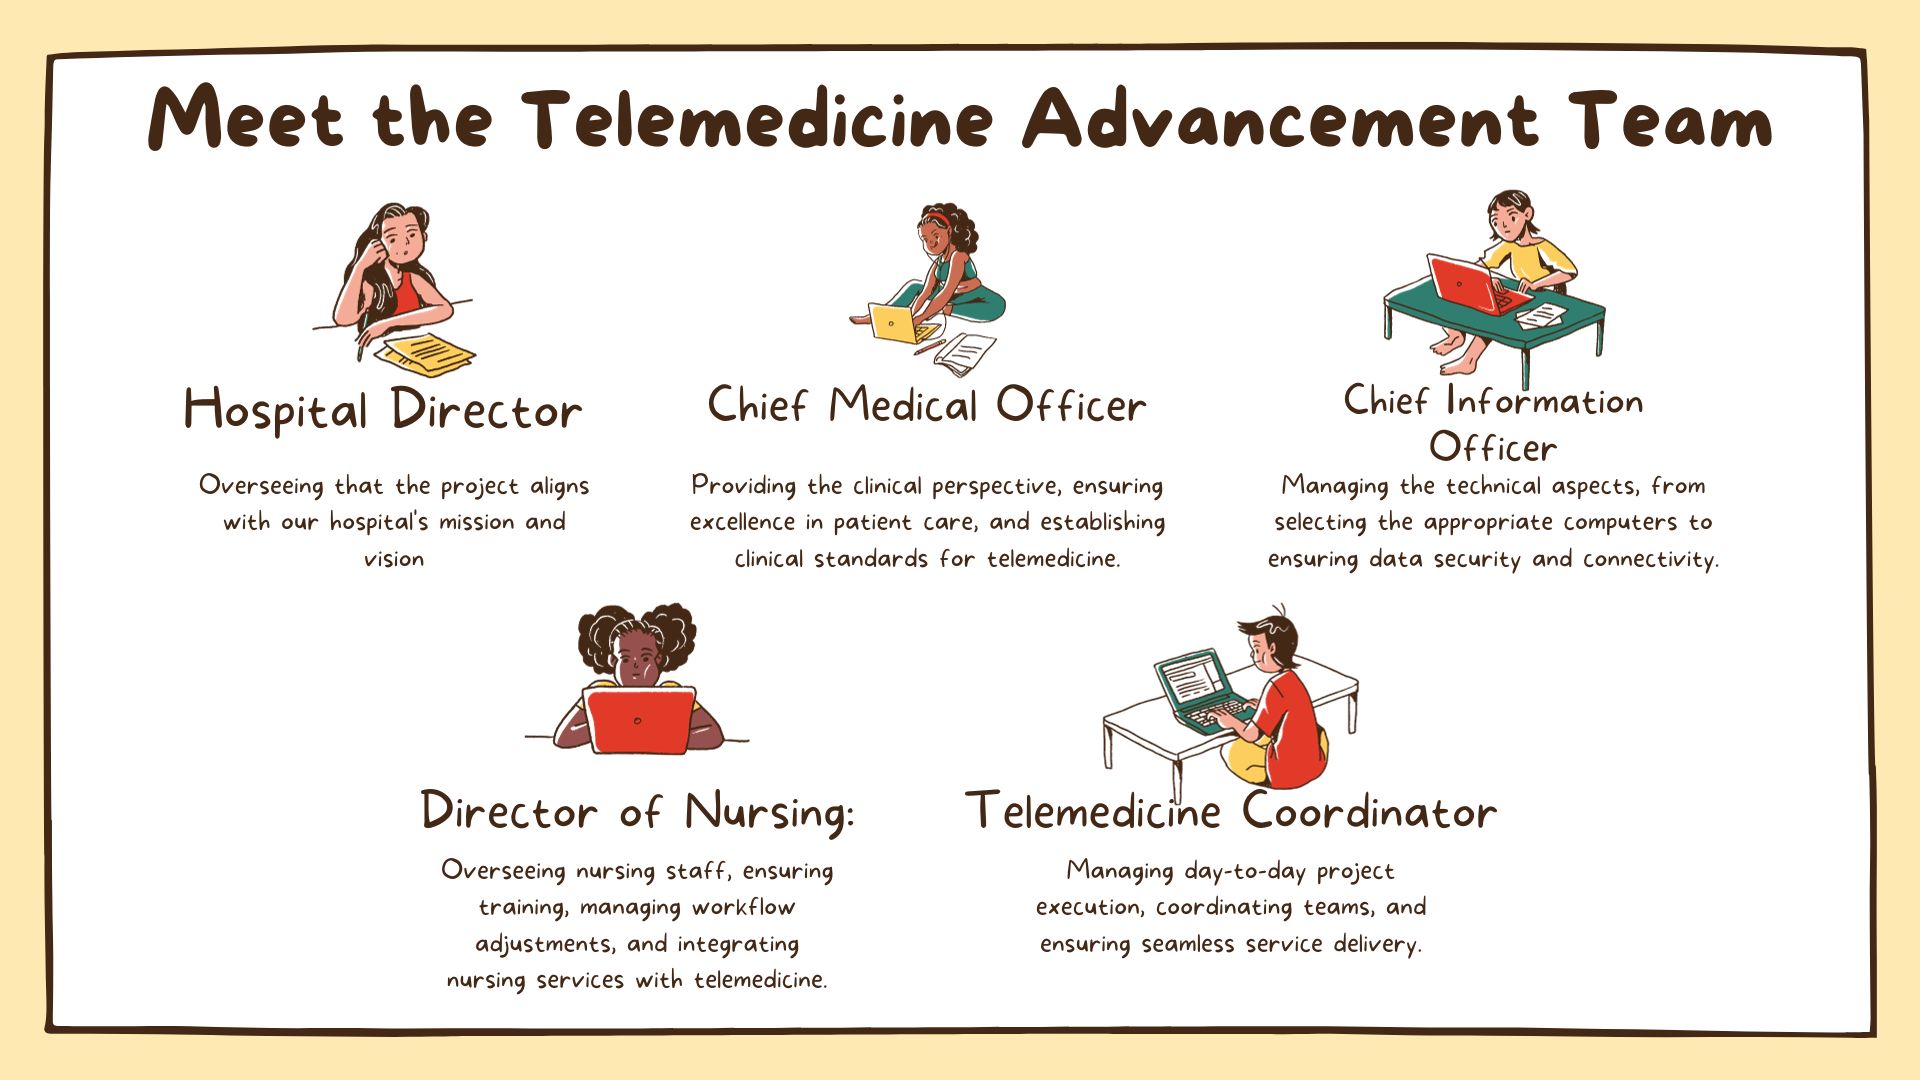 Meet the Telemedicine Advancement Team
Hospital Director
Overseeing that the project aligns
with our hospital's mission and
vision
Chief Medical Officer
Providing the clinical perspective, ensuring
excellence in patient care, and establishing
clinical standards for telemedicine.
Chief Information
Officer
Managing the technical aspects, from
selecting the appropriate computers to
ensuring data security and connectivity.
Director of Nursing:
Overseeing nursing staff, ensuring
training, managing workflow
adjustments, and integrating
nursing services with telemedicine.
Telemedicine Coordinator
Managing day-to-day project
execution, coordinating teams, and
ensuring seamless service delivery.